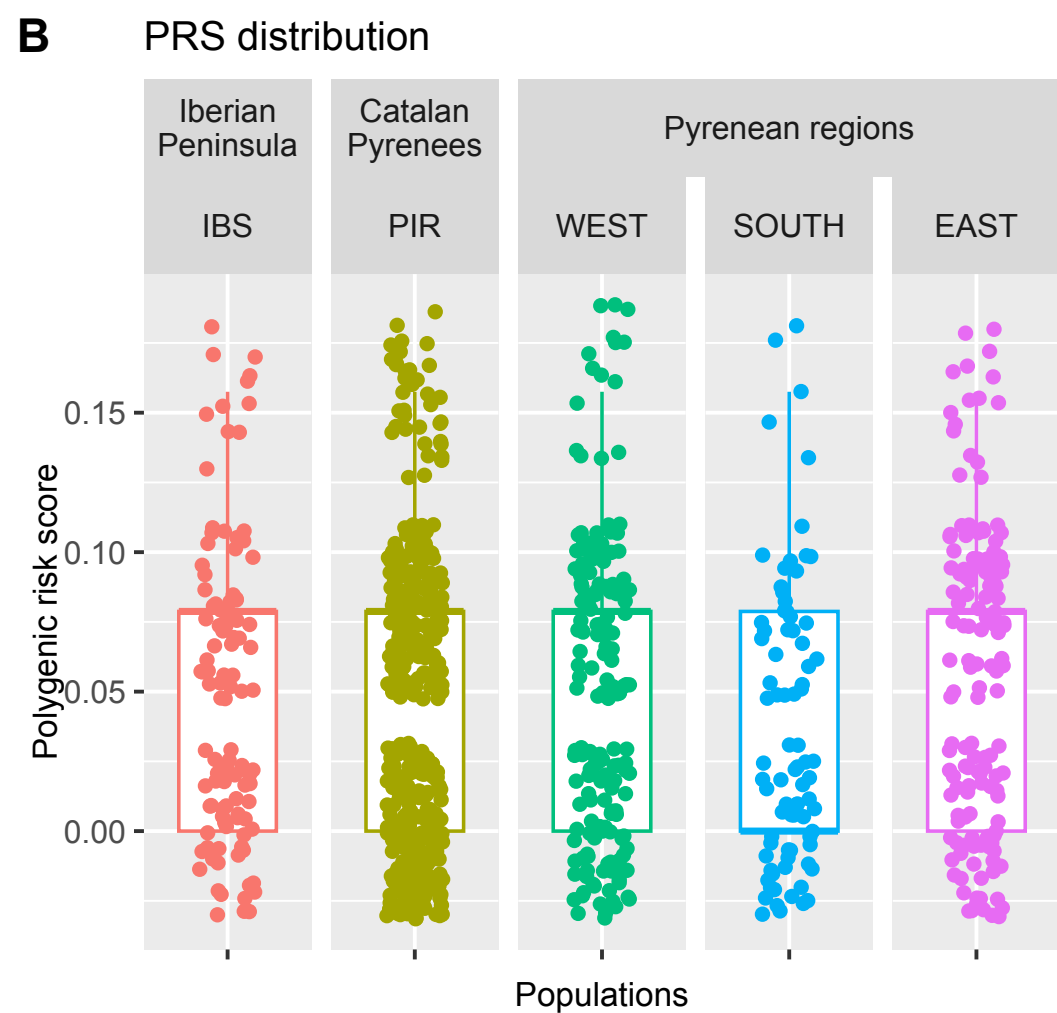 B PRS distribution
Iberian
Peninsula
Catalan
Pyrenees
Pyrenean regions
IBS
PIR
WEST
SOUTH
EAST
Polygenic risk score
0.15
0.10
0.05
0.00
Populations